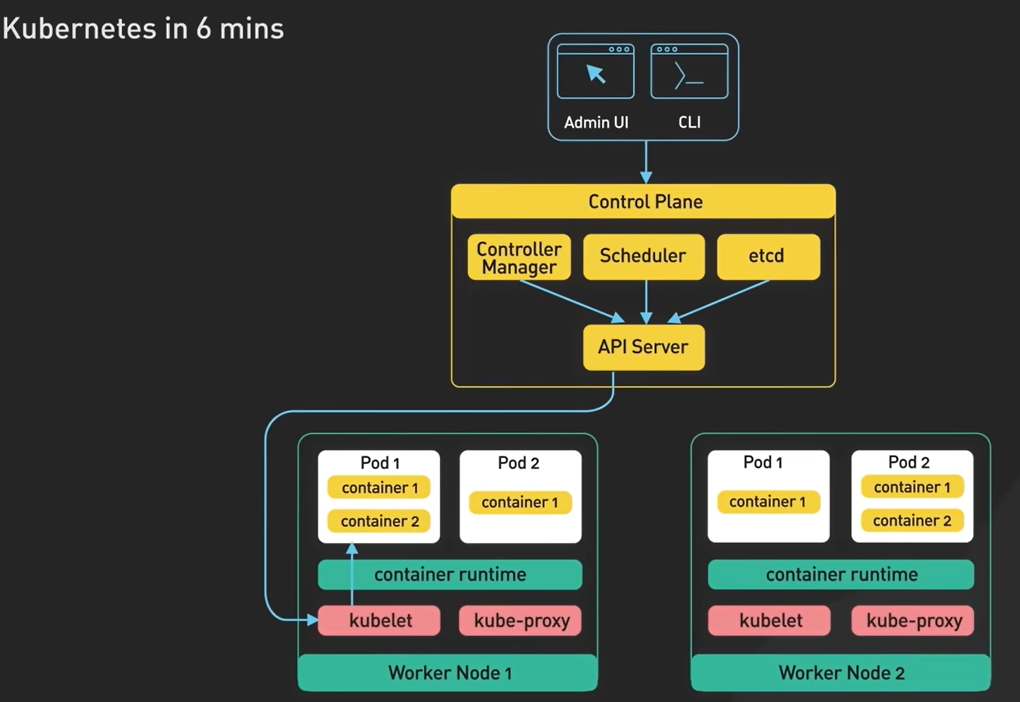 Kubernetes in 6 mins
Admin UI
CLI
Control Plane
Controller
Manager
Scheduler
etcd
API Server
Pod 1
container 1
container 2
Pod 2
container 1
container runtime
kubelet
kube-proxy
Worker Node 1
Pod 1
container 1
Pod 2
container 1
container 2
container runtime
kubelet
kube-proxy
Worker Node 2